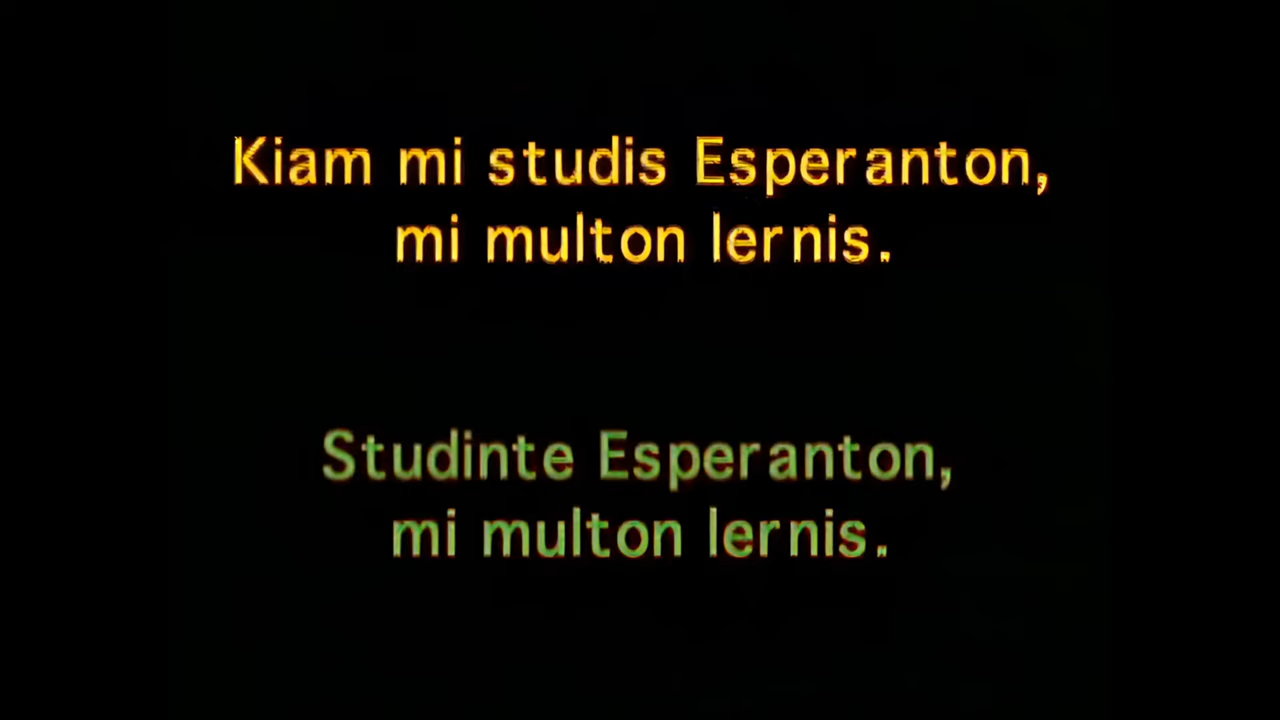 Kiam mi studis Esperanton,
mi multon lernis.
Studinte Esperanton,
mi multon lernis.